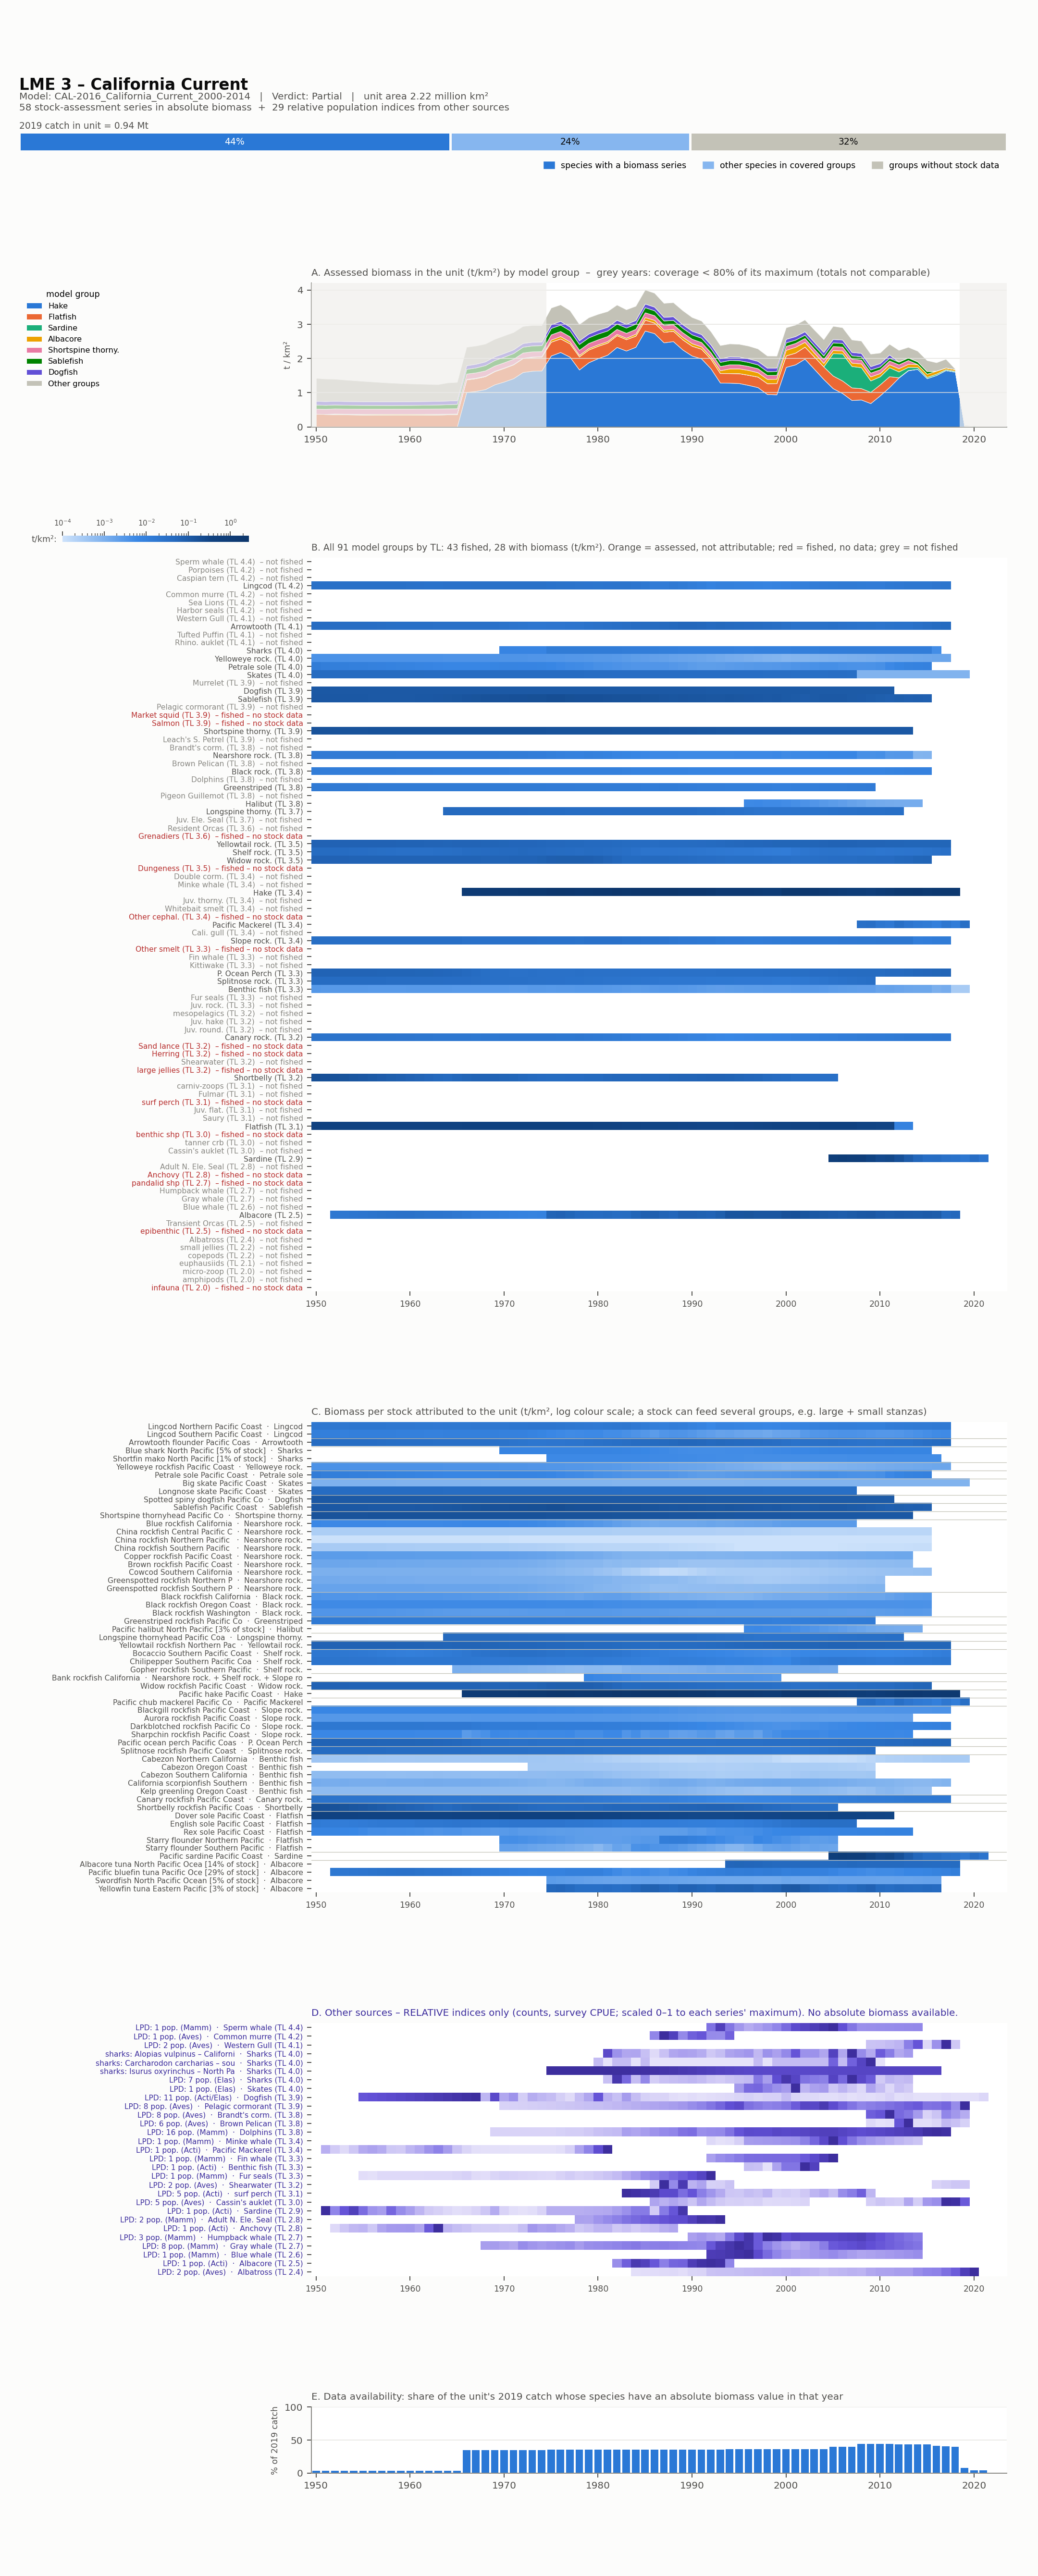 LME 3 – California Current
Model: CAL-2016_California_Current_2000-2014   |   Verdict: Partial   |   unit area 2.22 million km²
58 stock-assessment series in absolute biomass  +  29 relative population indices from other sources
2019 catch in unit = 0.94 Mt
44%
24%
32%
species with a biomass series
other species in covered groups
groups without stock data
A. Assessed biomass in the unit (t/km²) by model group  –  grey years: coverage < 80% of its maximum (totals not comparable)
model group
Hake
Flatfish
Sardine
Albacore
Shortspine thorny.
Sablefish
Dogfish
Other groups
t / km²
4
3
2
1
0
1950 1960 1970 1980 1990 2000 2010 2020
10⁻⁴ 10⁻³ 10⁻² 10⁻¹ 10⁰
t/km²:
B. All 91 model groups by TL: 43 fished, 28 with biomass (t/km²). Orange = assessed, not attributable; red = fished, no data; grey = not fished
Sperm whale (TL 4.4)  – not fished
Porpoises (TL 4.2)  – not fished
Caspian tern (TL 4.2)  – not fished
Lingcod (TL 4.2)
Common murre (TL 4.2)  – not fished
Sea Lions (TL 4.2)  – not fished
Harbor seals (TL 4.2)  – not fished
Western Gull (TL 4.1)  – not fished
Arrowtooth (TL 4.1)
Tufted Puffin (TL 4.1)  – not fished
Rhino. auklet (TL 4.1)  – not fished
Sharks (TL 4.0)
Yelloweye rock. (TL 4.0)
Petrale sole (TL 4.0)
Skates (TL 4.0)
Murrelet (TL 3.9)  – not fished
Dogfish (TL 3.9)
Sablefish (TL 3.9)
Pelagic cormorant (TL 3.9)  – not fished
Market squid (TL 3.9)  – fished – no stock data
Salmon (TL 3.9)  – fished – no stock data
Shortspine thorny. (TL 3.9)
Leach's S. Petrel (TL 3.9)  – not fished
Brandt's corm. (TL 3.8)  – not fished
Nearshore rock. (TL 3.8)
Brown Pelican (TL 3.8)  – not fished
Black rock. (TL 3.8)
Dolphins (TL 3.8)  – not fished
Greenstriped (TL 3.8)
Pigeon Guillemot (TL 3.8)  – not fished
Halibut (TL 3.8)
Longspine thorny. (TL 3.7)
Juv. Ele. Seal (TL 3.7)  – not fished
Resident Orcas (TL 3.6)  – not fished
Grenadiers (TL 3.6)  – fished – no stock data
Yellowtail rock. (TL 3.5)
Shelf rock. (TL 3.5)
Widow rock. (TL 3.5)
Dungeness (TL 3.5)  – fished – no stock data
Double corm. (TL 3.4)  – not fished
Minke whale (TL 3.4)  – not fished
Hake (TL 3.4)
Juv. thorny. (TL 3.4)  – not fished
Whitebait smelt (TL 3.4)  – not fished
Other cephal. (TL 3.4)  – fished – no stock data
Pacific Mackerel (TL 3.4)
Cali. gull (TL 3.4)  – not fished
Slope rock. (TL 3.4)
Other smelt (TL 3.3)  – fished – no stock data
Fin whale (TL 3.3)  – not fished
Kittiwake (TL 3.3)  – not fished
P. Ocean Perch (TL 3.3)
Splitnose rock. (TL 3.3)
Benthic fish (TL 3.3)
Fur seals (TL 3.3)  – not fished
Juv. rock. (TL 3.3)  – not fished
mesopelagics (TL 3.2)  – not fished
Juv. hake (TL 3.2)  – not fished
Juv. round. (TL 3.2)  – not fished
Canary rock. (TL 3.2)
Sand lance (TL 3.2)  – fished – no stock data
Herring (TL 3.2)  – fished – no stock data
Shearwater (TL 3.2)  – not fished
large jellies (TL 3.2)  – fished – no stock data
Shortbelly (TL 3.2)
carniv-zoops (TL 3.1)  – not fished
Fulmar (TL 3.1)  – not fished
surf perch (TL 3.1)  – fished – no stock data
Juv. flat. (TL 3.1)  – not fished
Saury (TL 3.1)  – not fished
Flatfish (TL 3.1)
benthic shp (TL 3.0)  – fished – no stock data
tanner crb (TL 3.0)  – not fished
Cassin's auklet (TL 3.0)  – not fished
Sardine (TL 2.9)
Adult N. Ele. Seal (TL 2.8)  – not fished
Anchovy (TL 2.8)  – fished – no stock data
pandalid shp (TL 2.7)  – fished – no stock data
Humpback whale (TL 2.7)  – not fished
Gray whale (TL 2.7)  – not fished
Blue whale (TL 2.6)  – not fished
Albacore (TL 2.5)
Transient Orcas (TL 2.5)  – not fished
epibenthic (TL 2.5)  – fished – no stock data
Albatross (TL 2.4)  – not fished
small jellies (TL 2.2)  – not fished
copepods (TL 2.2)  – not fished
euphausiids (TL 2.1)  – not fished
micro-zoop (TL 2.0)  – not fished
amphipods (TL 2.0)  – not fished
infauna (TL 2.0)  – fished – no stock data
1950 1960 1970 1980 1990 2000 2010 2020
C. Biomass per stock attributed to the unit (t/km², log colour scale; a stock can feed several groups, e.g. large + small stanzas)
Lingcod Northern Pacific Coast  ·  Lingcod
Lingcod Southern Pacific Coast  ·  Lingcod
Arrowtooth flounder Pacific Coas  ·  Arrowtooth
Blue shark North Pacific [5% of stock]  ·  Sharks
Shortfin mako North Pacific [1% of stock]  ·  Sharks
Yelloweye rockfish Pacific Coast  ·  Yelloweye rock.
Petrale sole Pacific Coast  ·  Petrale sole
Big skate Pacific Coast  ·  Skates
Longnose skate Pacific Coast  ·  Skates
Spotted spiny dogfish Pacific Co  ·  Dogfish
Sablefish Pacific Coast  ·  Sablefish
Shortspine thornyhead Pacific Co  ·  Shortspine thorny.
Blue rockfish California  ·  Nearshore rock.
China rockfish Central Pacific C  ·  Nearshore rock.
China rockfish Northern Pacific  ·  Nearshore rock.
China rockfish Southern Pacific  ·  Nearshore rock.
Copper rockfish Pacific Coast  ·  Nearshore rock.
Brown rockfish Pacific Coast  ·  Nearshore rock.
Cowcod Southern California  ·  Nearshore rock.
Greenspotted rockfish Northern P  ·  Nearshore rock.
Greenspotted rockfish Southern P  ·  Nearshore rock.
Black rockfish California  ·  Black rock.
Black rockfish Oregon Coast  ·  Black rock.
Black rockfish Washington  ·  Black rock.
Greenstriped rockfish Pacific Co  ·  Greenstriped
Pacific halibut North Pacific [3% of stock]  ·  Halibut
Longspine thornyhead Pacific Coa  ·  Longspine thorny.
Yellowtail rockfish Northern Pac  ·  Yellowtail rock.
Bocaccio Southern Pacific Coast  ·  Shelf rock.
Chilipepper Southern Pacific Coa  ·  Shelf rock.
Gopher rockfish Southern Pacific  ·  Shelf rock.
Bank rockfish California  ·  Nearshore rock. + Shelf rock. + Slope ro
Widow rockfish Pacific Coast  ·  Widow rock.
Pacific hake Pacific Coast  ·  Hake
Pacific chub mackerel Pacific Co  ·  Pacific Mackerel
Blackgill rockfish Pacific Coast  ·  Slope rock.
Aurora rockfish Pacific Coast  ·  Slope rock.
Darkblotched rockfish Pacific Co  ·  Slope rock.
Sharpchin rockfish Pacific Coast  ·  Slope rock.
Pacific ocean perch Pacific Coas  ·  P. Ocean Perch
Splitnose rockfish Pacific Coast  ·  Splitnose rock.
Cabezon Northern California  ·  Benthic fish
Cabezon Oregon Coast  ·  Benthic fish
Cabezon Southern California  ·  Benthic fish
California scorpionfish Southern  ·  Benthic fish
Kelp greenling Oregon Coast  ·  Benthic fish
Canary rockfish Pacific Coast  ·  Canary rock.
Shortbelly rockfish Pacific Coas  ·  Shortbelly
Dover sole Pacific Coast  ·  Flatfish
English sole Pacific Coast  ·  Flatfish
Rex sole Pacific Coast  ·  Flatfish
Starry flounder Northern Pacific  ·  Flatfish
Starry flounder Southern Pacific  ·  Flatfish
Pacific sardine Pacific Coast  ·  Sardine
Albacore tuna North Pacific Ocea [14% of stock]  ·  Albacore
Pacific bluefin tuna Pacific Oce [29% of stock]  ·  Albacore
Swordfish North Pacific Ocean [5% of stock]  ·  Albacore
Yellowfin tuna Eastern Pacific [3% of stock]  ·  Albacore
1950 1960 1970 1980 1990 2000 2010 2020
D. Other sources – RELATIVE indices only (counts, survey CPUE; scaled 0–1 to each series' maximum). No absolute biomass available.
LPD: 1 pop. (Mamm)  ·  Sperm whale (TL 4.4)
LPD: 1 pop. (Aves)  ·  Common murre (TL 4.2)
LPD: 2 pop. (Aves)  ·  Western Gull (TL 4.1)
sharks: Alopias vulpinus – Californi  ·  Sharks (TL 4.0)
sharks: Carcharodon carcharias – sou  ·  Sharks (TL 4.0)
sharks: Isurus oxyrinchus – North Pa  ·  Sharks (TL 4.0)
LPD: 7 pop. (Elas)  ·  Sharks (TL 4.0)
LPD: 1 pop. (Elas)  ·  Skates (TL 4.0)
LPD: 11 pop. (Acti/Elas)  ·  Dogfish (TL 3.9)
LPD: 8 pop. (Aves)  ·  Pelagic cormorant (TL 3.9)
LPD: 8 pop. (Aves)  ·  Brandt's corm. (TL 3.8)
LPD: 6 pop. (Aves)  ·  Brown Pelican (TL 3.8)
LPD: 16 pop. (Mamm)  ·  Dolphins (TL 3.8)
LPD: 1 pop. (Mamm)  ·  Minke whale (TL 3.4)
LPD: 1 pop. (Acti)  ·  Pacific Mackerel (TL 3.4)
LPD: 1 pop. (Mamm)  ·  Fin whale (TL 3.3)
LPD: 1 pop. (Acti)  ·  Benthic fish (TL 3.3)
LPD: 1 pop. (Mamm)  ·  Fur seals (TL 3.3)
LPD: 2 pop. (Aves)  ·  Shearwater (TL 3.2)
LPD: 5 pop. (Acti)  ·  surf perch (TL 3.1)
LPD: 5 pop. (Aves)  ·  Cassin's auklet (TL 3.0)
LPD: 1 pop. (Acti)  ·  Sardine (TL 2.9)
LPD: 2 pop. (Mamm)  ·  Adult N. Ele. Seal (TL 2.8)
LPD: 1 pop. (Acti)  ·  Anchovy (TL 2.8)
LPD: 3 pop. (Mamm)  ·  Humpback whale (TL 2.7)
LPD: 8 pop. (Mamm)  ·  Gray whale (TL 2.7)
LPD: 1 pop. (Mamm)  ·  Blue whale (TL 2.6)
LPD: 1 pop. (Acti)  ·  Albacore (TL 2.5)
LPD: 2 pop. (Aves)  ·  Albatross (TL 2.4)
1950 1960 1970 1980 1990 2000 2010 2020
E. Data availability: share of the unit's 2019 catch whose species have an absolute biomass value in that year
% of 2019 catch
100
50
0
1950 1960 1970 1980 1990 2000 2010 2020